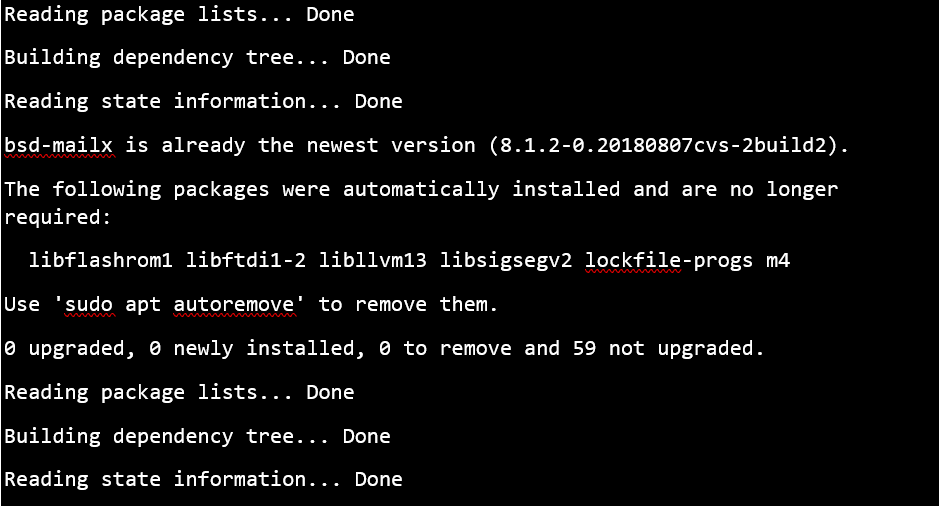 Reading package lists... Done
Building dependency tree... Done
Reading state information... Done
bsd-mailx is already the newest version (8.1.2-0.20180807cvs-2build2).
The following packages were automatically installed and are no longer
required:
  libflashrom1 libftdi1-2 libllvm13 libsigsegv2 lockfile-progs m4
Use 'sudo apt autoremove' to remove them.
0 upgraded, 0 newly installed, 0 to remove and 59 not upgraded.
Reading package lists... Done
Building dependency tree... Done
Reading state information... Done